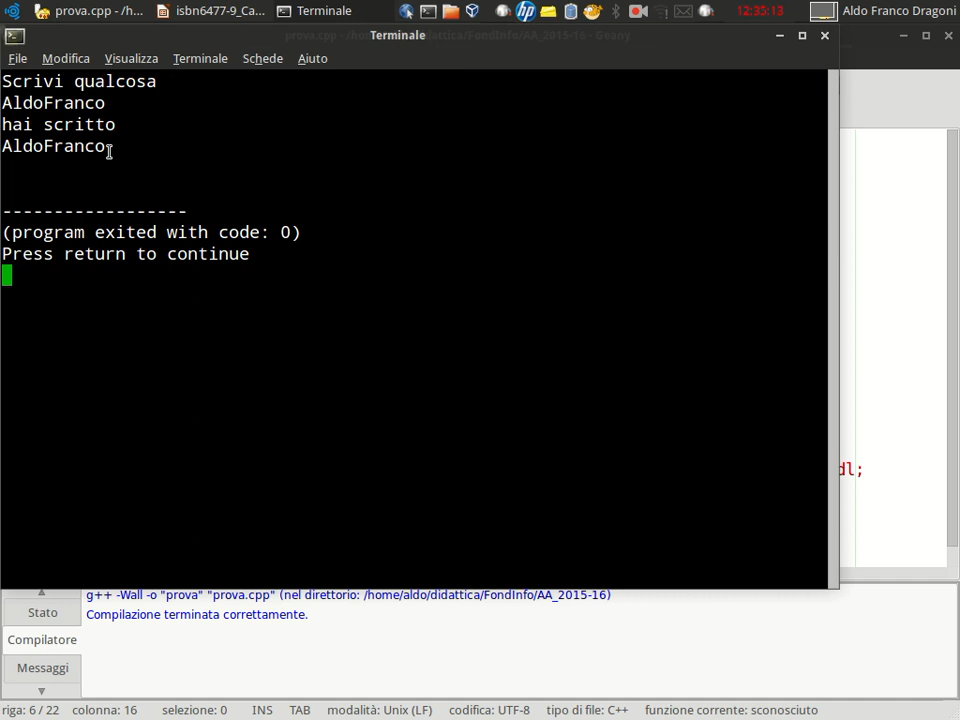 prova.cpp - /h...
isbn6477-9_Ca...
Terminale
12:35:13
Aldo Franco Dragoni
Terminale
File Modifica Visualizza Terminale Schede Aiuto
Scrivi qualcosa
AldoFranco
hai scritto
AldoFranco
------------------
(program exited with code: 0)
Press return to continue
dl;
g++ -Wall -o "prova" "prova.cpp" (nel direttorio: /home/aldo/didattica/FondInfo/AA_2015-16)
Stato
Compilazione terminata correttamente.
Compilatore
Messaggi
riga: 6 / 22 colonna: 16 selezione: 0 INS TAB modalità: Unix (LF) codifica: UTF-8 tipo di file: C++ funzione corrente: sconosciuto